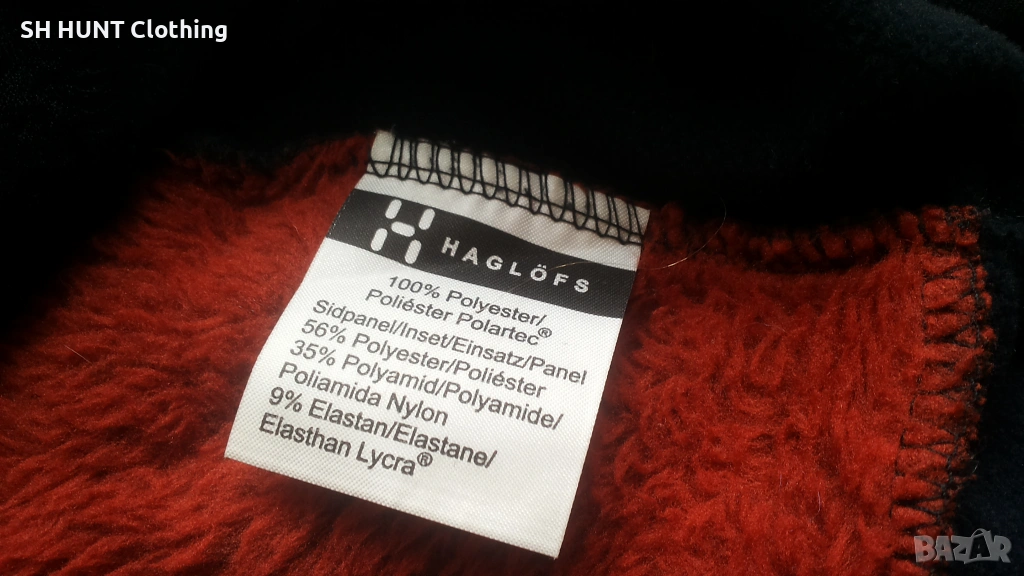 SH HUNT Clothing
HAGLÖFS
100% Polyester/
Poliéster Polartec®
Sidpanel/Inset/Einsatz/Panel
56% Polyester/Poliéster
35% Polyamid/Polyamide/
Poliamida Nylon
9% Elastan/Elastane/
Elasthan Lycra®
BAZAR